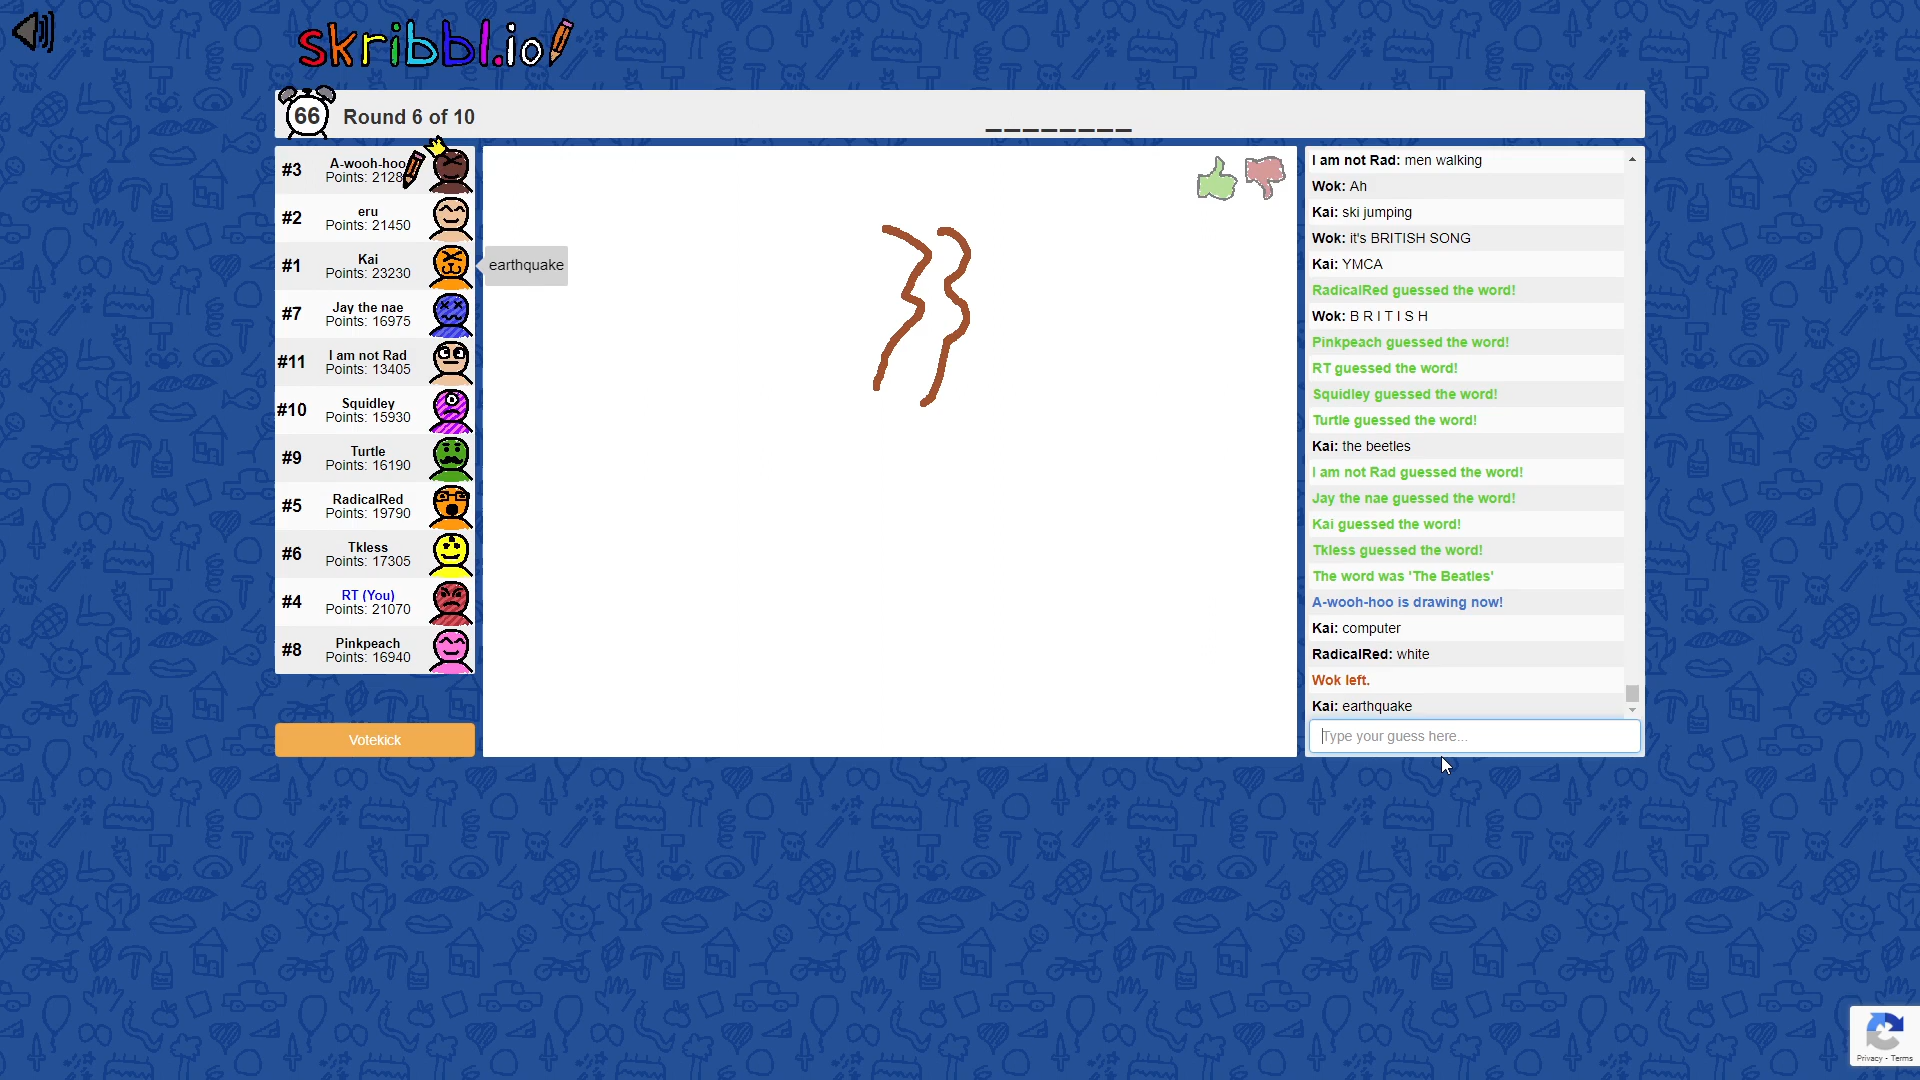 skribbl.io
66
Round 6 of 10
________
#3
A-wooh-hoo
Points: 2128
#2
eru
Points: 21450
#1
Kai
Points: 23230
earthquake
#7
Jay the nae
Points: 16975
#11
I am not Rad
Points: 13405
#10
Squidley
Points: 15930
#9
Turtle
Points: 16190
#5
RadicalRed
Points: 19790
#6
Tkless
Points: 17305
#4
RT (You)
Points: 21070
#8
Pinkpeach
Points: 16940
Votekick
I am not Rad: men walking
Wok: Ah
Kai: ski jumping
Wok: it's BRITISH SONG
Kai: YMCA
RadicalRed guessed the word!
Wok: B R I T I S H
Pinkpeach guessed the word!
RT guessed the word!
Squidley guessed the word!
Turtle guessed the word!
Kai: the beetles
I am not Rad guessed the word!
Jay the nae guessed the word!
Kai guessed the word!
Tkless guessed the word!
The word was 'The Beatles'
A-wooh-hoo is drawing now!
Kai: computer
RadicalRed: white
Wok left.
Kai: earthquake
Type your guess here...
Privacy - Terms